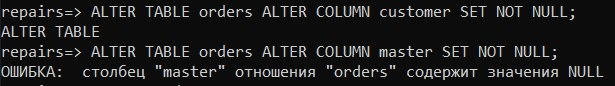 repairs=> ALTER TABLE orders ALTER COLUMN customer SET NOT NULL;
ALTER TABLE
repairs=> ALTER TABLE orders ALTER COLUMN master SET NOT NULL;
ОШИБКА:  столбец "master" отношения "orders" содержит значения NULL